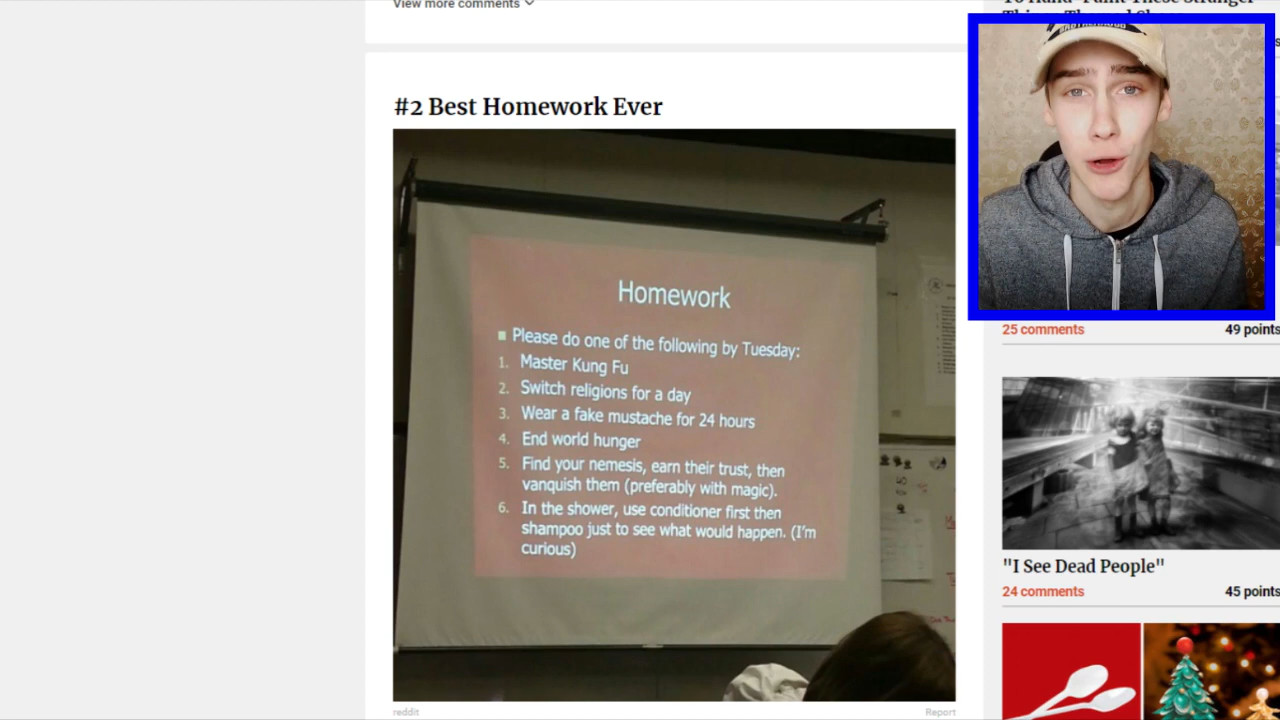 View more comments
#2 Best Homework Ever
Homework
Please do one of the following by Tuesday:
1. Master Kung Fu
2. Switch religions for a day
3. Wear a fake mustache for 24 hours
4. End world hunger
5. Find your nemesis, earn their trust, then
vanquish them (preferably with magic).
6. In the shower, use conditioner first then
shampoo just to see what would happen. (I'm
curious)
reddit
Report
25 comments
49 points
"I See Dead People"
24 comments
45 points